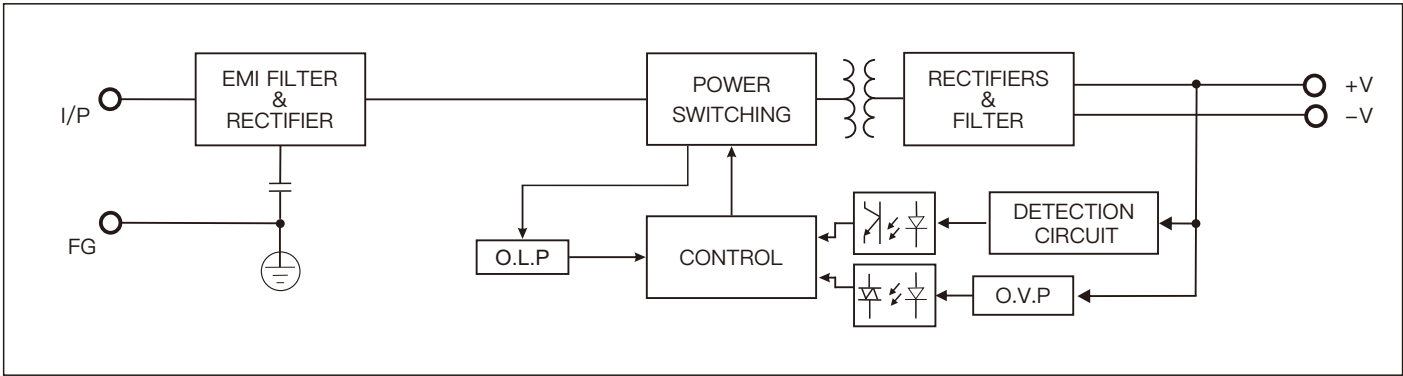 I/P
EMI FILTER
&
RECTIFIER
POWER
SWITCHING
RECTIFIERS
&
FILTER
+V
−V
FG
O.L.P
CONTROL
DETECTION
CIRCUIT
O.V.P